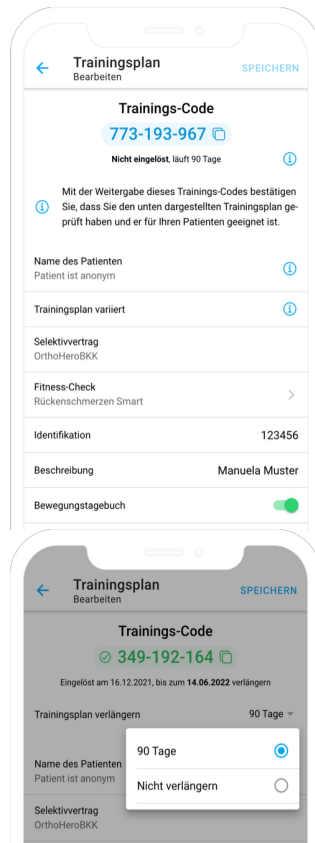 Trainingsplan
Bearbeiten
SPEICHERN
Trainings-Code
773-193-967
Nicht eingelöst, läuft 90 Tage
Mit der Weitergabe dieses Trainings-Codes bestätigen
Sie, dass Sie den unten dargestellten Trainingsplan ge-
prüft haben und er für Ihren Patienten geeignet ist.
Name des Patienten
Patient ist anonym
Trainingsplan variiert
Selektivvertrag
OrthoHeroBKK
Fitness-Check
Rückenschmerzen Smart
Identifikation 123456
Beschreibung Manuela Muster
Bewegungstagebuch
Trainingsplan
Bearbeiten
SPEICHERN
Trainings-Code
349-192-164
Eingelöst am 16.12.2021, bis zum 14.06.2022 verlängern
Trainingsplan verlängern 90 Tage
90 Tage
Nicht verlängern
Name des Patienten
Patient ist anonym
Selektivvertrag
OrthoHeroBKK